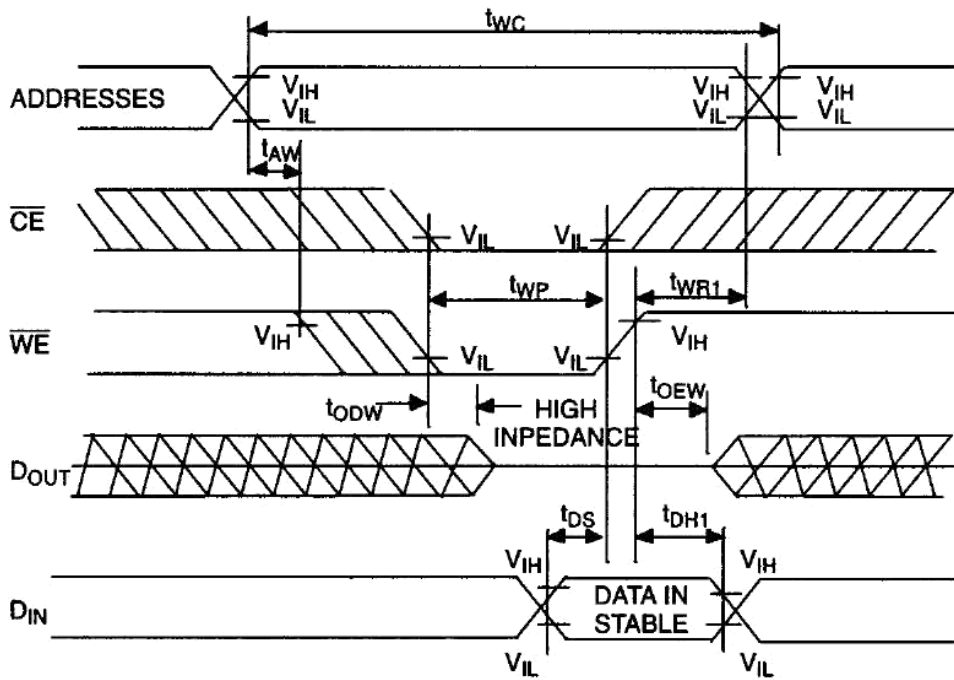 tWC
ADDRESSES
VIH
VIL
VIH
VIL
VIH
VIL
tAW
CE
VIL
VIL
tWP
tWR1
WE
VIH
VIL
VIL
VIH
tODW
HIGH
INPEDANCE
tOEW
DOUT
tDS
tDH1
VIH
VIH
DIN
DATA IN
STABLE
VIL
VIL